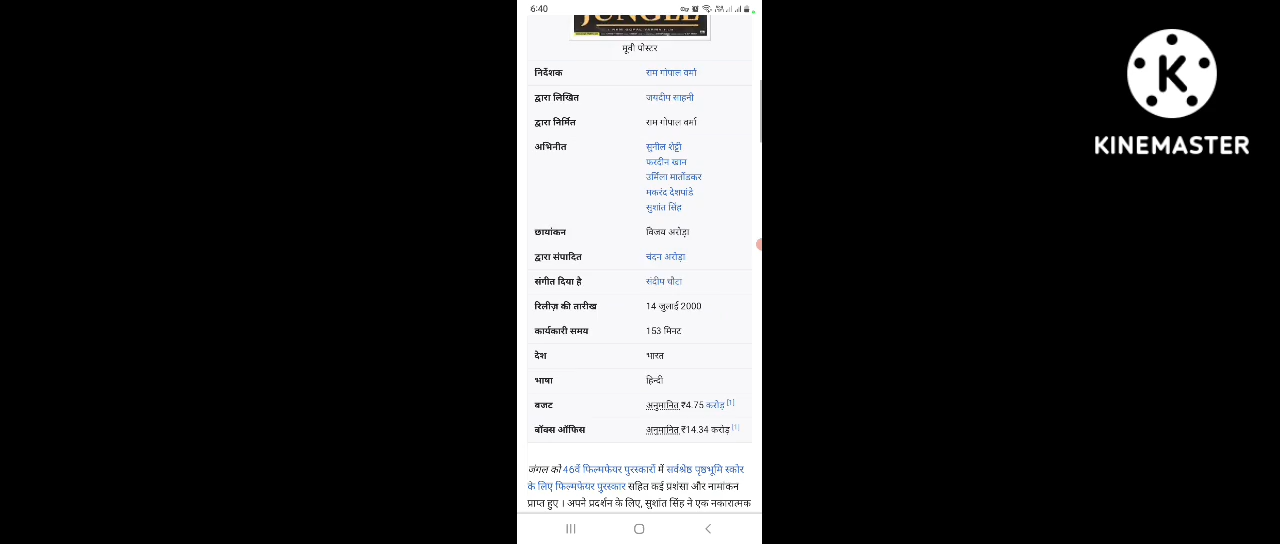 6:40
JUNGLE
मूवी पोस्टर
निर्देशक राम गोपाल वर्मा
द्वारा लिखित जयदीप साहनी
द्वारा निर्मित राम गोपाल वर्मा
अभिनीत सुनील शेट्टी
फरदीन खान
उर्मिला मातोंडकर
मकरंद देशपांडे
सुशांत सिंह
छायांकन विजय अरोड़ा
द्वारा संपादित चंदन अरोड़ा
संगीत दिया है संदीप चौटा
रिलीज़ की तारीख 14 जुलाई 2000
कार्यकारी समय 153 मिनट
देश भारत
भाषा हिन्दी
बजट अनुमानित ₹4.75 करोड़ [1]
बॉक्स ऑफिस अनुमानित ₹14.34 करोड़ [1]
जंगल को 46वें फिल्मफेयर पुरस्कारों में सर्वश्रेष्ठ पृष्ठभूमि स्कोर
के लिए फिल्मफेयर पुरस्कार सहित कई प्रशंसा और नामांकन
प्राप्त हुए । अपने प्रदर्शन के लिए, सुशांत सिंह ने एक नकारात्मक
K
KINEMASTER